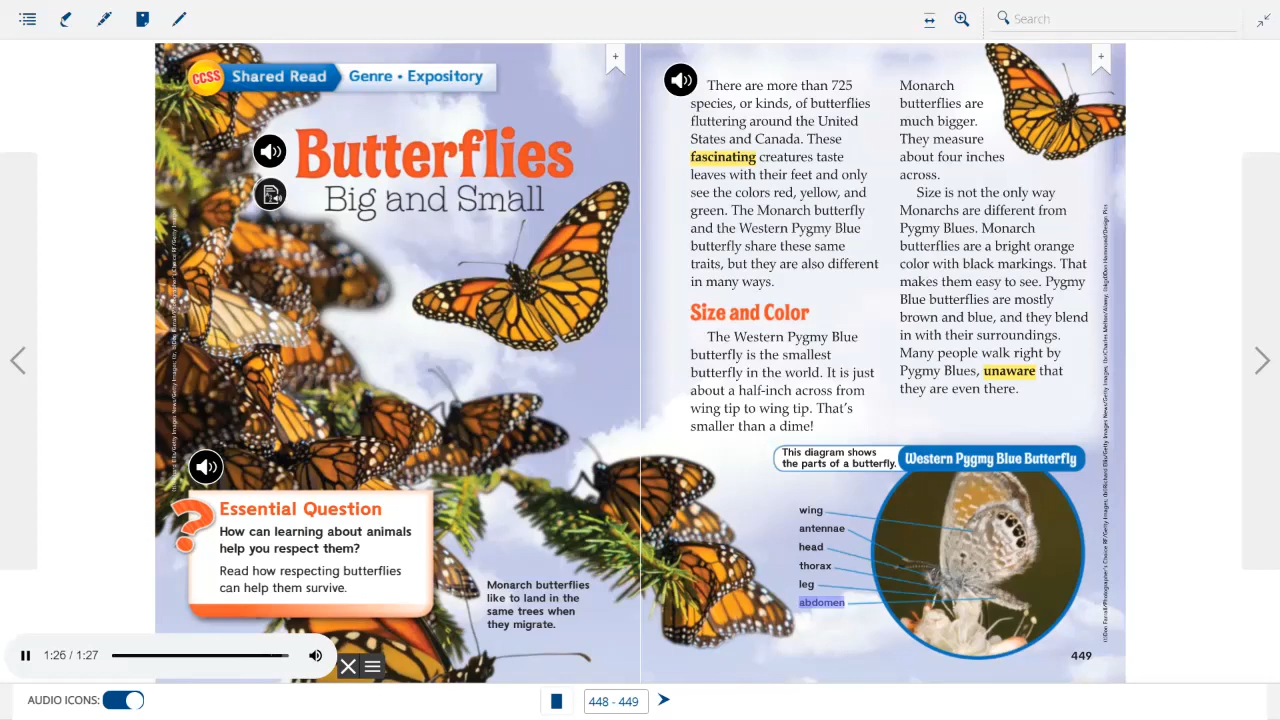 Search
CCSS Shared Read Genre • Expository
Butterflies
Big and Small
Essential Question
How can learning about animals
help you respect them?
Read how respecting butterflies
can help them survive.
Monarch butterflies
like to land in the
same trees when
they migrate.
There are more than 725
species, or kinds, of butterflies
fluttering around the United
States and Canada. These
fascinating creatures taste
leaves with their feet and only
see the colors red, yellow, and
green. The Monarch butterfly
and the Western Pygmy Blue
butterfly share these same
traits, but they are also different
in many ways.
Size and Color
The Western Pygmy Blue
butterfly is the smallest
butterfly in the world. It is just
about a half-inch across from
wing tip to wing tip. That's
smaller than a dime!
Monarch
butterflies are
much bigger.
They measure
about four inches
across.
Size is not the only way
Monarchs are different from
Pygmy Blues. Monarch
butterflies are a bright orange
color with black markings. That
makes them easy to see. Pygmy
Blue butterflies are mostly
brown and blue, and they blend
in with their surroundings.
Many people walk right by
Pygmy Blues, unaware that
they are even there.
This diagram shows
the parts of a butterfly.
Western Pygmy Blue Butterfly
wing
antennae
head
thorax
leg
abdomen
449
1:26 / 1:27
AUDIO ICONS:
448 - 449